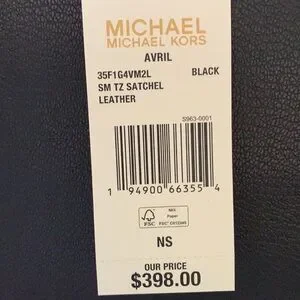 MICHAEL
MICHAEL KORS
AVRIL
35F1G4VM2L BLACK
SM TZ SATCHEL
LEATHER
S963-0001
1 94900 66355 4
FSC
MIX
Paper
NS
OUR PRICE
$398.00